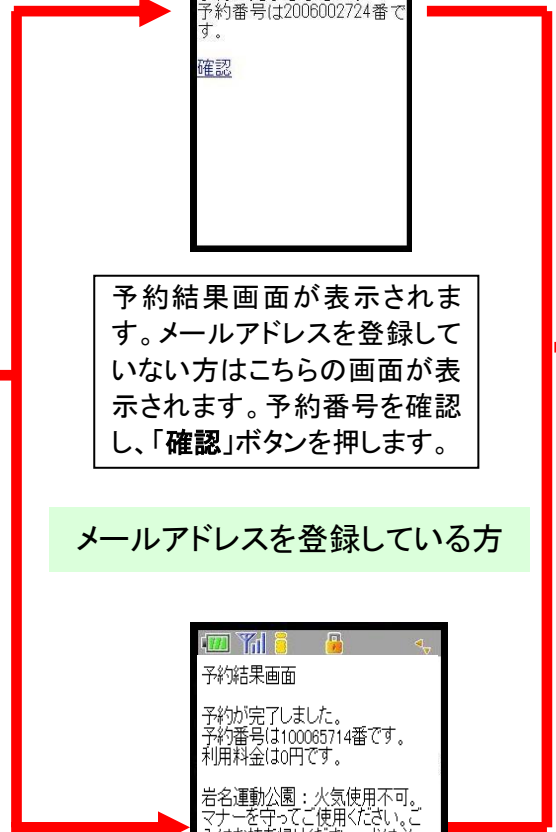 予約番号は2006002724番で
す。
確認
予約結果画面が表示されま
す。メールアドレスを登録して
いない方はこちらの画面が表
示されます。予約番号を確認
し、「確認」ボタンを押します。
メールアドレスを登録している方
予約結果画面
予約が完了しました。
予約番号は100065714番です。
利用料金は0円です。
岩名運動公園：火気使用不可。
マナーを守ってご使用ください。ご